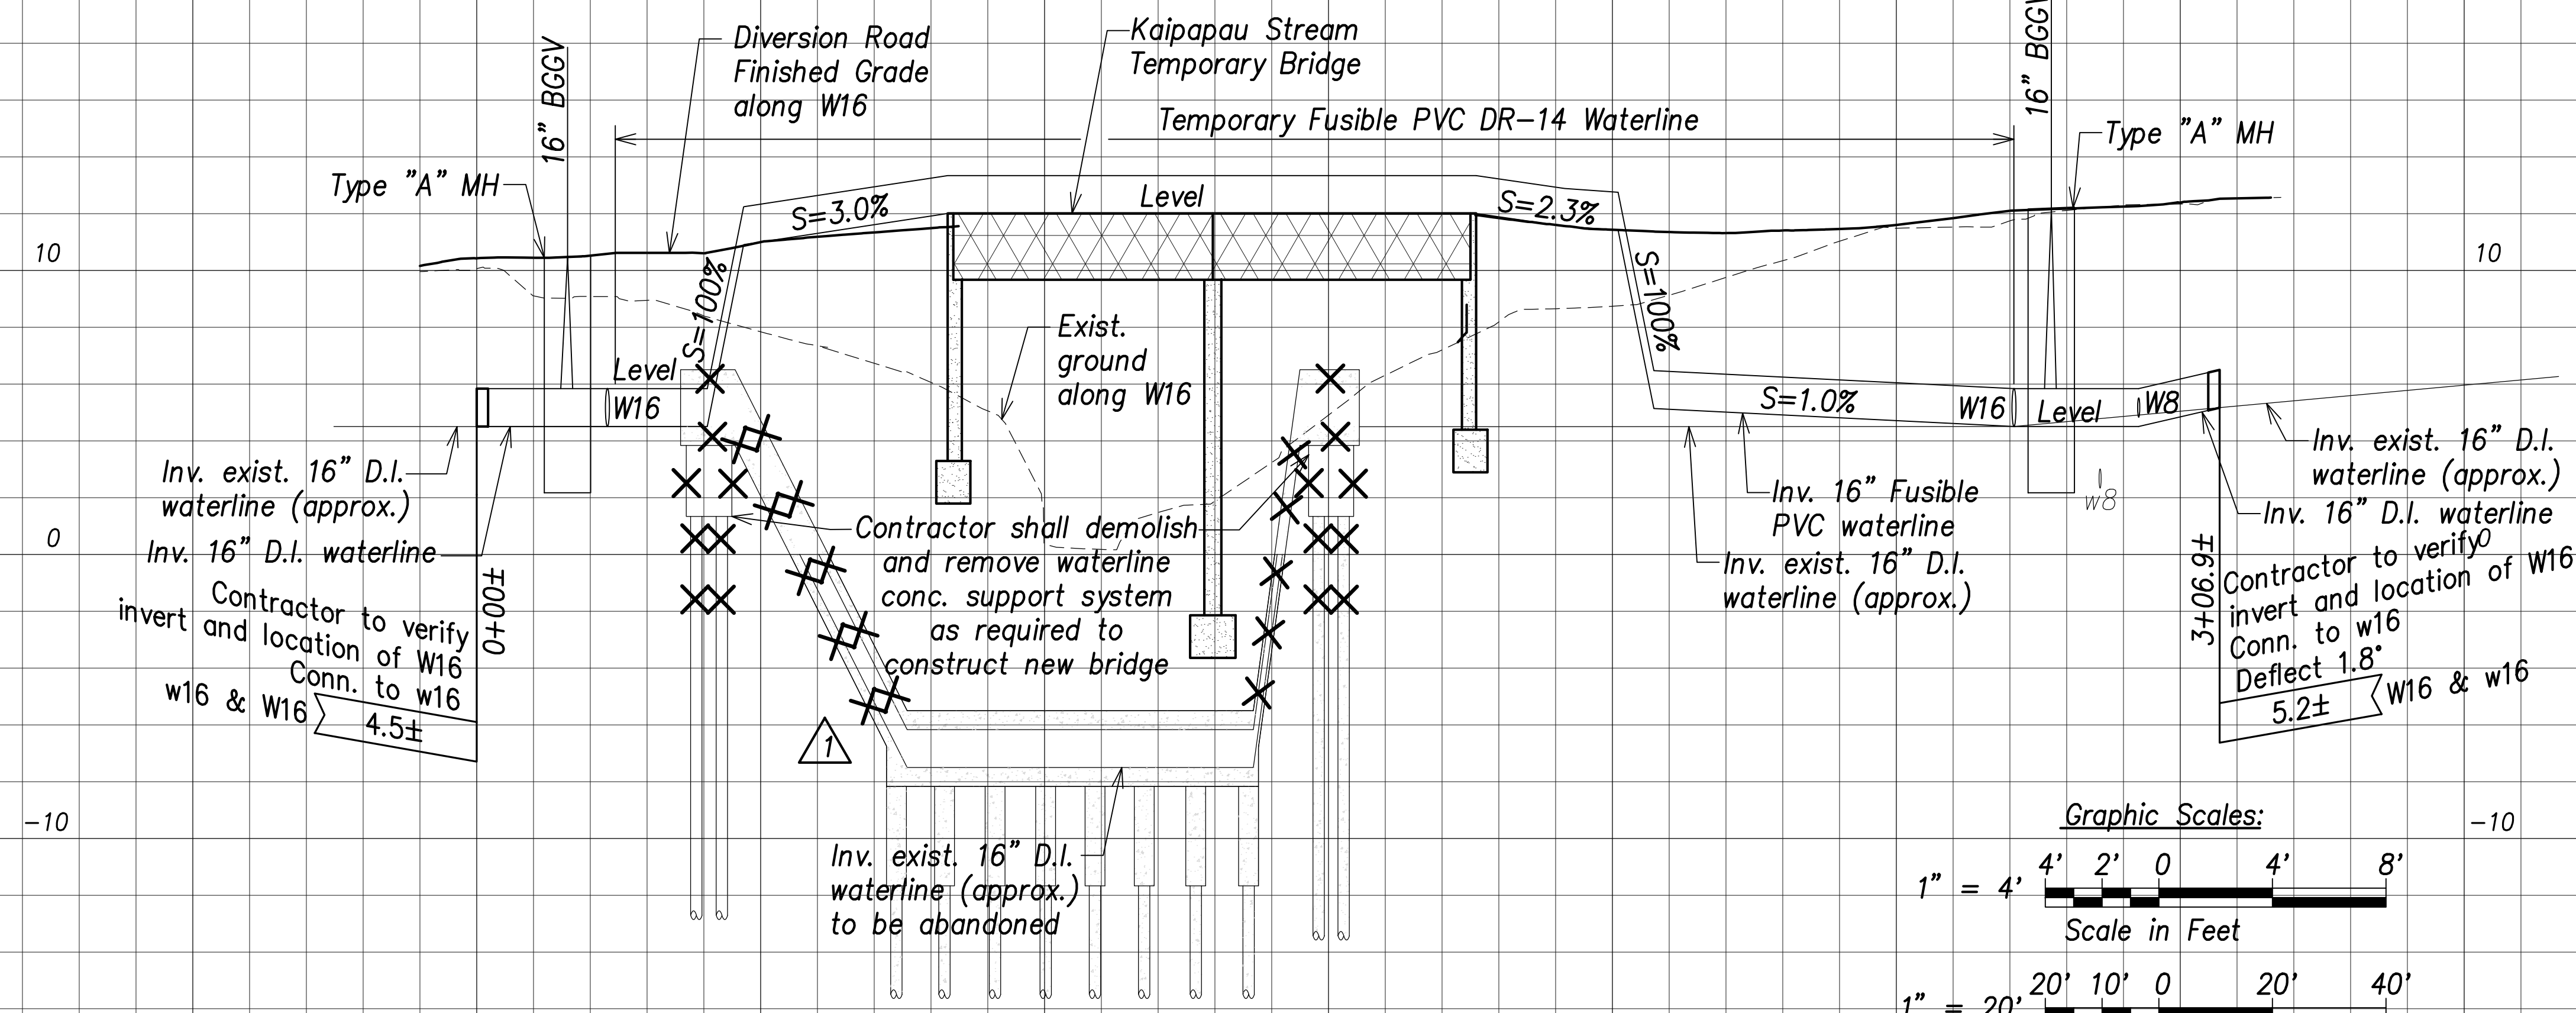 16" BGGV
16" BGGV
Diversion Road
Finished Grade
along W16
Kaipapau Stream
Temporary Bridge
Temporary Fusible PVC DR-14 Waterline
Type "A" MH
Type "A" MH
Level
S=3.0%
S=2.3%
10
10
S=100%
S=100%
Exist.
ground
along W16
Level
W16
S=1.0%
W16
Level
W8
w8
Inv. exist. 16" D.I.
waterline (approx.)
Inv. 16" D.I. waterline
Inv. 16" Fusible
PVC waterline
Inv. exist. 16" D.I.
waterline (approx.)
Inv. exist. 16" D.I.
waterline (approx.)
Inv. 16" D.I. waterline
0
0
Contractor shall demolish
and remove waterline
conc. support system
as required to
construct new bridge
0+00±
Contractor to verify
invert and location of W16
Conn. to w16
w16 & W16
4.5±
3+06.9±
Contractor to verify
invert and location of W16
Conn. to w16
Deflect 1.8°
5.2±
W16 & w16
1
-10
-10
Inv. exist. 16" D.I.
waterline (approx.)
to be abandoned
Graphic Scales:
4' 2' 0 4' 8'
1" = 4'
Scale in Feet
20' 10' 0 20' 40'
1" = 20'